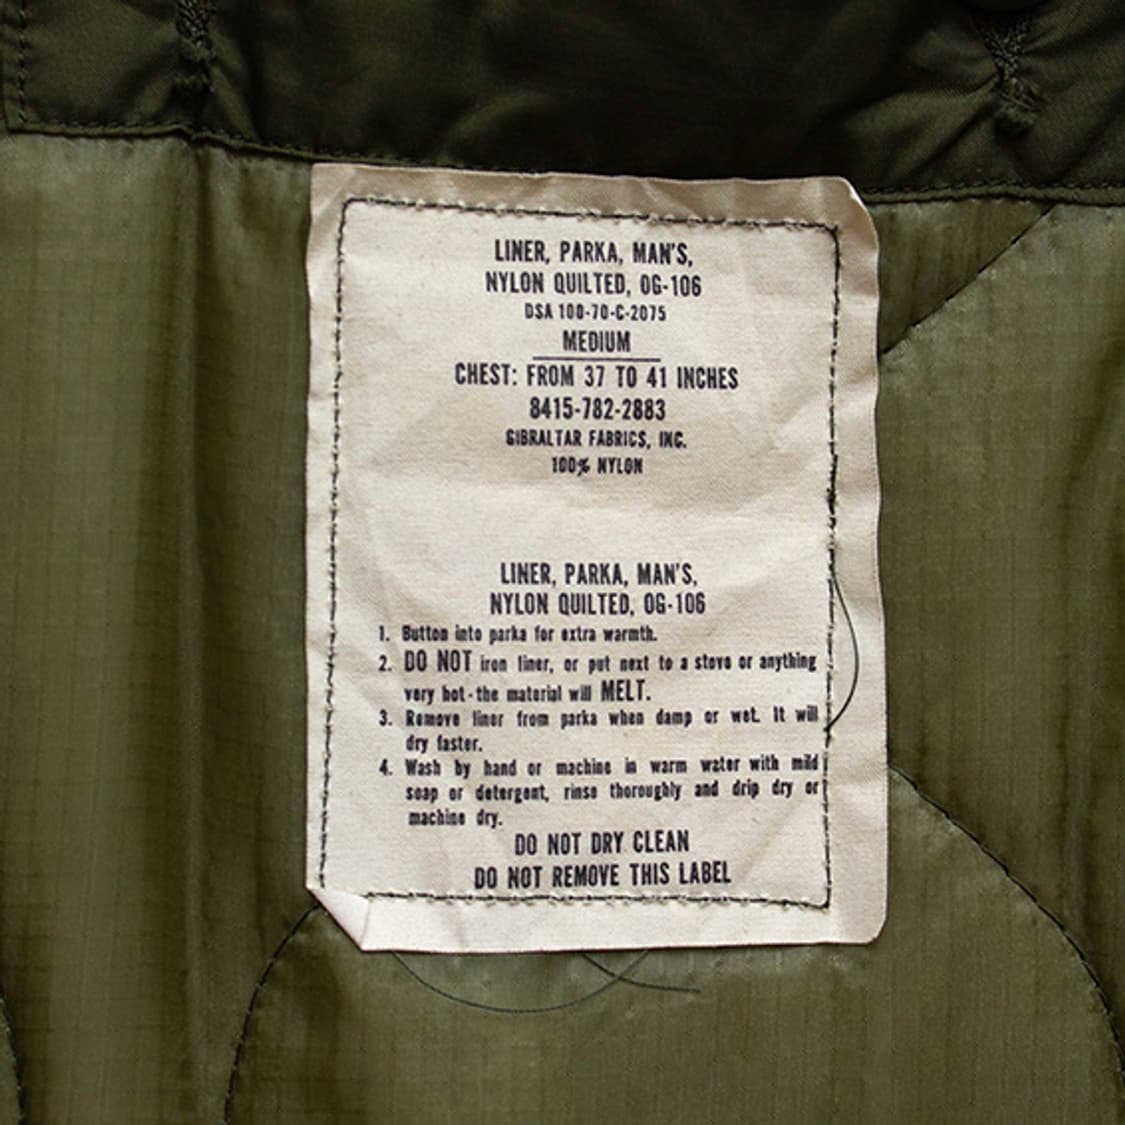 LINER, PARKA, MAN'S,
NYLON QUILTED, OG-106
DSA 100-70-C-2075
MEDIUM
CHEST: FROM 37 TO 41 INCHES
8415-782-2883
GIBRALTAR FABRICS, INC.
100% NYLON
LINER, PARKA, MAN'S,
NYLON QUILTED, OG-106
1. Button into parka for extra warmth.
2. DO NOT iron liner, or put next to a stove or anything
very hot-the material will MELT.
3. Remove liner from parka when damp or wet. It will
dry faster.
4. Wash by hand or machine in warm water with mild
soap or detergent, rinse thoroughly and drip dry or
machine dry.
DO NOT DRY CLEAN
DO NOT REMOVE THIS LABEL